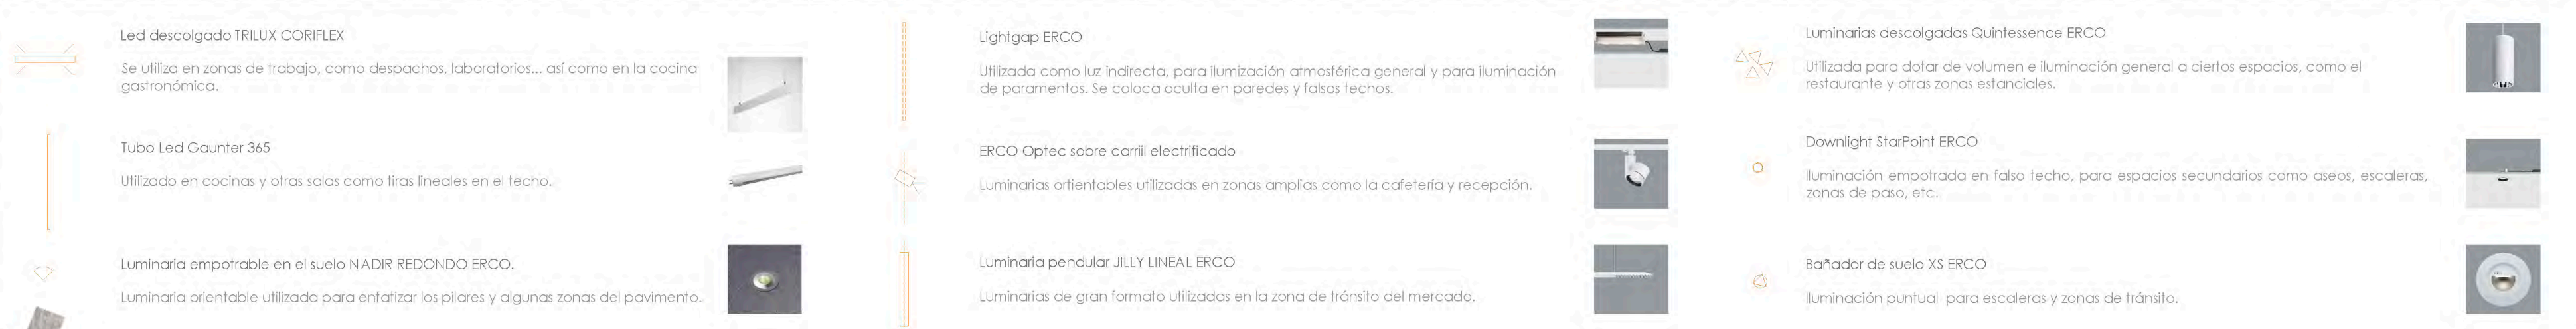 Led descolgado TRILUX CORIFLEX
Se utiliza en zonas de trabajo, como despachos, laboratorios... así como en la cocina
gastronómica.
Tubo Led Gaunter 365
Utilizado en cocinas y otras salas como tiras lineales en el techo.
Luminaria empotrable en el suelo NADIR REDONDO ERCO.
Luminaria orientable utilizada para enfatizar los pilares y algunas zonas del pavimento.
Lightgap ERCO
Utilizada como luz indirecta, para ilumización atmosférica general y para iluminación
de paramentos. Se coloca oculta en paredes y falsos techos.
ERCO Optec sobre carriil electrificado
Luminarias ortientables utilizadas en zonas amplias como la cafetería y recepción.
Luminaria pendular JILLY LINEAL ERCO
Luminarias de gran formato utilizadas en la zona de tránsito del mercado.
Luminarias descolgadas Quintessence ERCO
Utilizada para dotar de volumen e iluminación general a ciertos espacios, como el
restaurante y otras zonas estanciales.
Downlight StarPoint ERCO
Iluminación empotrada en falso techo, para espacios secundarios como aseos, escaleras,
zonas de paso, etc.
Bañador de suelo XS ERCO
Iluminación puntual para escaleras y zonas de tránsito.